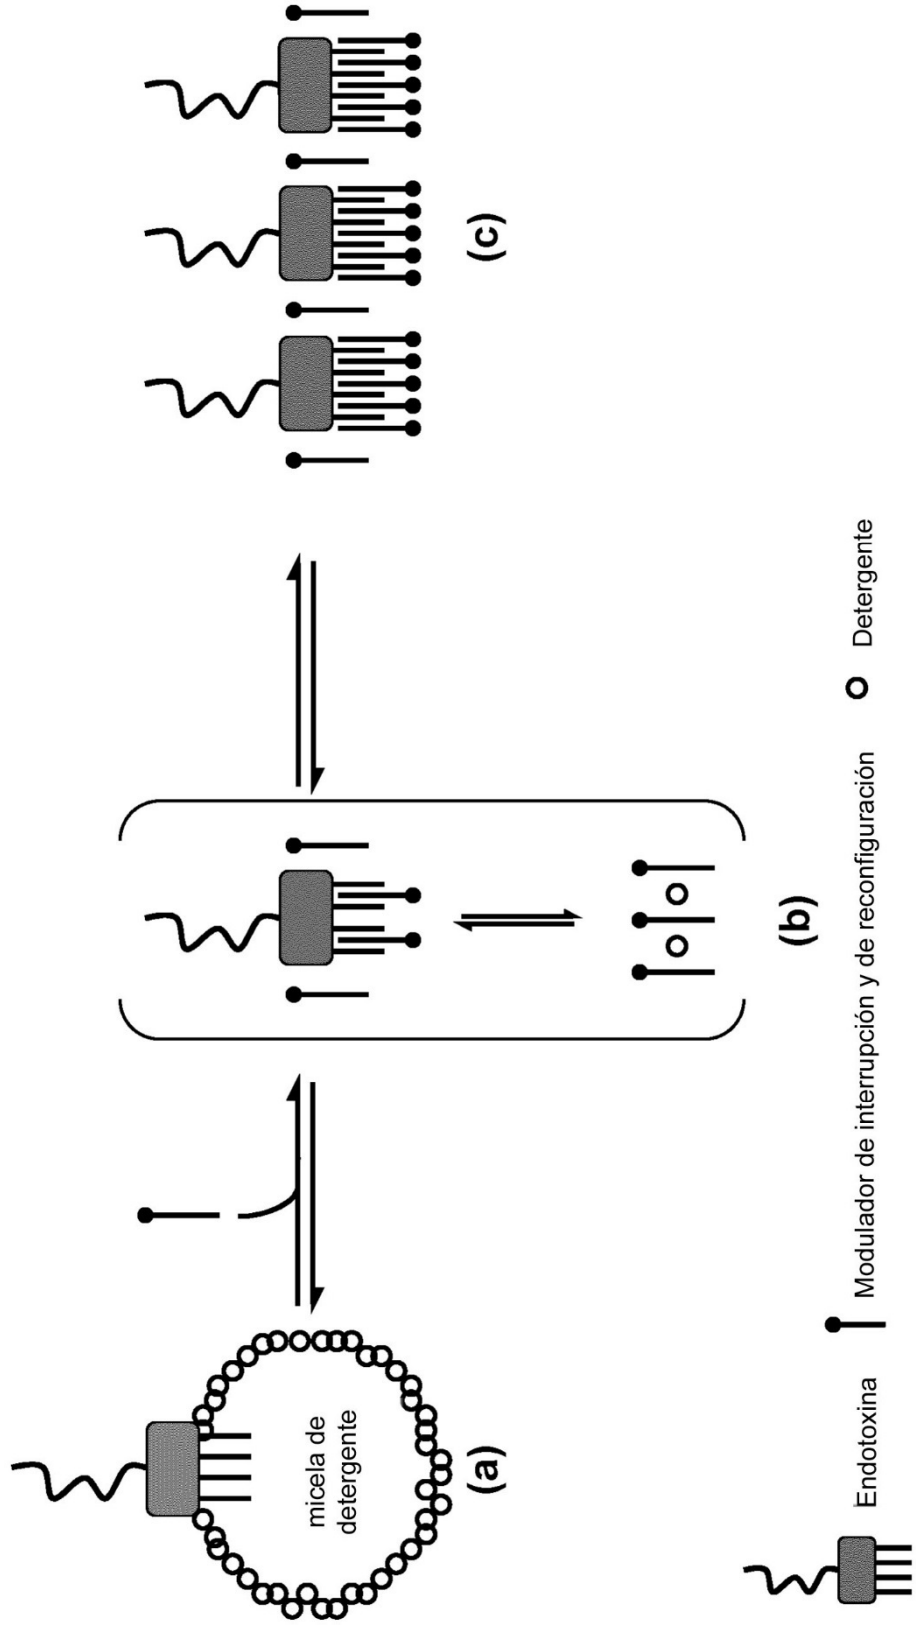 micela de
detergente
(a)
(b)
(c)
Endotoxina
Modulador de interrupción y de reconfiguración
Detergente